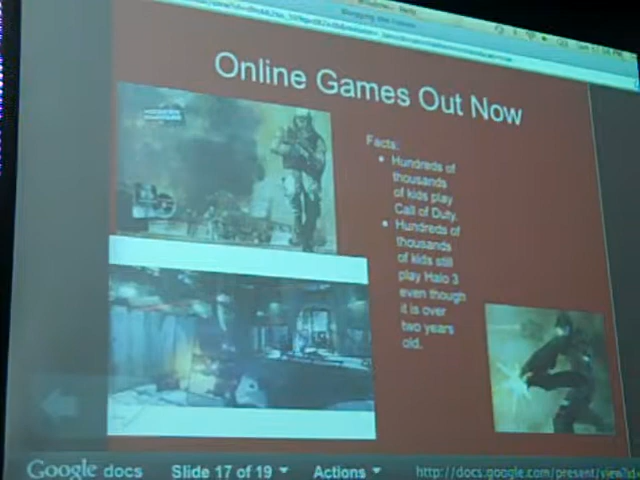 Online Games Out Now
Facts:
Hundreds of
thousands
of kids play
Call of Duty.
Hundreds of
thousands
of kids still
play Halo 3
even though
it is over
two years
old.
Google docs Slide 17 of 19 Actions http://docs.google.com/present/view?id=